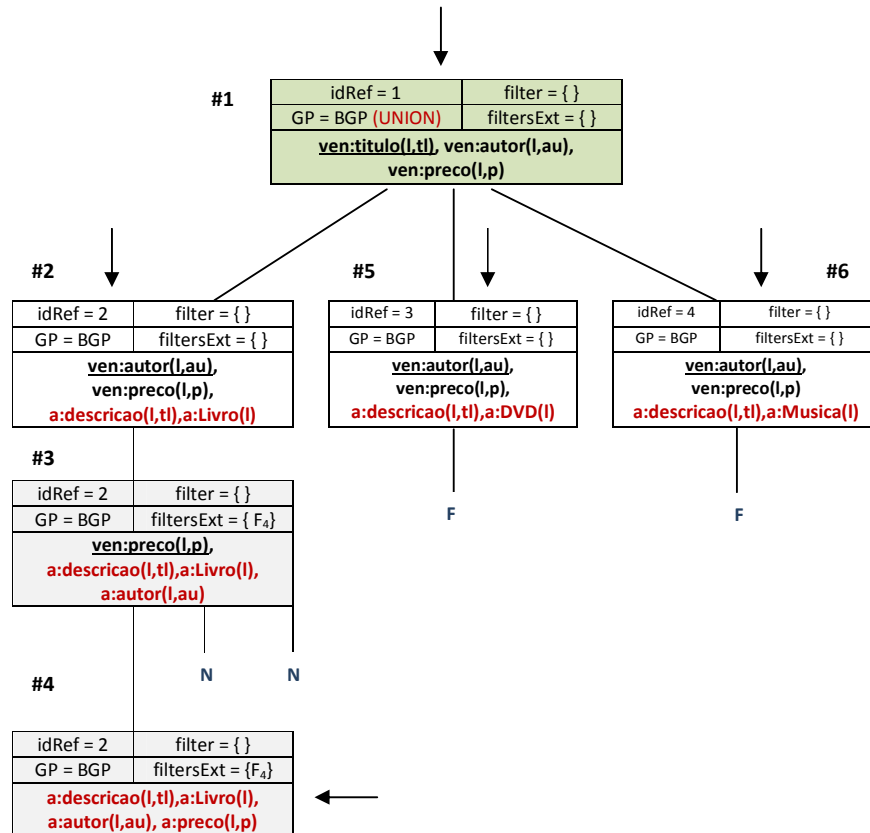 #1
idRef = 1 filter = { }
GP = BGP (UNION) filtersExt = { }
ven:titulo(l,tl), ven:autor(l,au),
ven:preco(l,p)
#2
idRef = 2 filter = { }
GP = BGP filtersExt = { }
ven:autor(l,au),
ven:preco(l,p),
a:descricao(l,tl),a:Livro(l)
#5
idRef = 3 filter = { }
GP = BGP filtersExt = { }
ven:autor(l,au),
ven:preco(l,p),
a:descricao(l,tl),a:DVD(l)
F
#6
idRef = 4 filter = { }
GP = BGP filtersExt = { }
ven:autor(l,au),
ven:preco(l,p)
a:descricao(l,tl),a:Musica(l)
F
#3
idRef = 2 filter = { }
GP = BGP filtersExt = { F₄}
ven:preco(l,p),
a:descricao(l,tl),a:Livro(l),
a:autor(l,au)
N N
#4
idRef = 2 filter = { }
GP = BGP filtersExt = {F₄}
a:descricao(l,tl),a:Livro(l),
a:autor(l,au), a:preco(l,p)